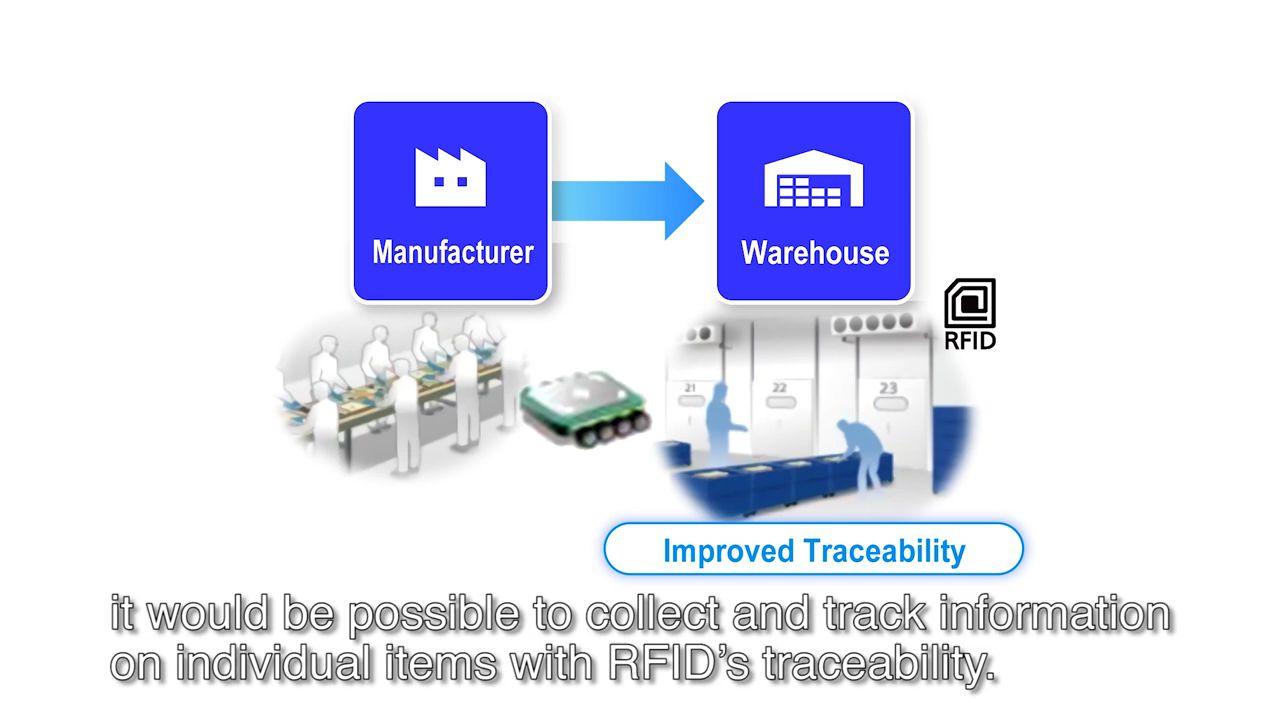 Manufacturer
Warehouse
RFID
21
22
23
Improved Traceability
it would be possible to collect and track information
on individual items with RFID’s traceability.